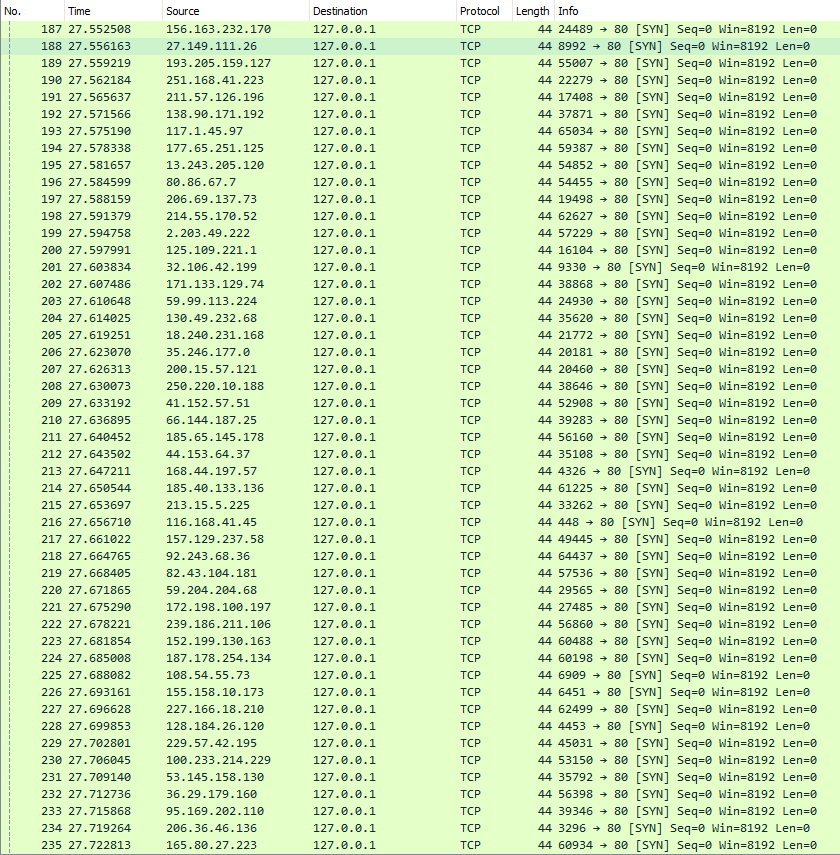 No. Time Source Destination Protocol Length Info
187 27.552508 156.163.232.170 127.0.0.1 TCP 44 24489 → 80 [SYN] Seq=0 Win=8192 Len=0
188 27.556163 27.149.111.26 127.0.0.1 TCP 44 8992 → 80 [SYN] Seq=0 Win=8192 Len=0
189 27.559219 193.205.159.127 127.0.0.1 TCP 44 55007 → 80 [SYN] Seq=0 Win=8192 Len=0
190 27.562184 251.168.41.223 127.0.0.1 TCP 44 22279 → 80 [SYN] Seq=0 Win=8192 Len=0
191 27.565637 211.57.126.196 127.0.0.1 TCP 44 17408 → 80 [SYN] Seq=0 Win=8192 Len=0
192 27.571566 138.90.171.192 127.0.0.1 TCP 44 37871 → 80 [SYN] Seq=0 Win=8192 Len=0
193 27.575190 117.1.45.97 127.0.0.1 TCP 44 65034 → 80 [SYN] Seq=0 Win=8192 Len=0
194 27.578338 177.65.251.125 127.0.0.1 TCP 44 59387 → 80 [SYN] Seq=0 Win=8192 Len=0
195 27.581657 13.243.205.120 127.0.0.1 TCP 44 54852 → 80 [SYN] Seq=0 Win=8192 Len=0
196 27.584599 80.86.67.7 127.0.0.1 TCP 44 54455 → 80 [SYN] Seq=0 Win=8192 Len=0
197 27.588159 206.69.137.73 127.0.0.1 TCP 44 19498 → 80 [SYN] Seq=0 Win=8192 Len=0
198 27.591379 214.55.170.52 127.0.0.1 TCP 44 62627 → 80 [SYN] Seq=0 Win=8192 Len=0
199 27.594758 2.203.49.222 127.0.0.1 TCP 44 57229 → 80 [SYN] Seq=0 Win=8192 Len=0
200 27.597991 125.109.221.1 127.0.0.1 TCP 44 16104 → 80 [SYN] Seq=0 Win=8192 Len=0
201 27.603834 32.106.42.199 127.0.0.1 TCP 44 9330 → 80 [SYN] Seq=0 Win=8192 Len=0
202 27.607486 171.133.129.74 127.0.0.1 TCP 44 38868 → 80 [SYN] Seq=0 Win=8192 Len=0
203 27.610648 59.99.113.224 127.0.0.1 TCP 44 24930 → 80 [SYN] Seq=0 Win=8192 Len=0
204 27.614025 130.49.232.68 127.0.0.1 TCP 44 35620 → 80 [SYN] Seq=0 Win=8192 Len=0
205 27.619251 18.240.231.168 127.0.0.1 TCP 44 21772 → 80 [SYN] Seq=0 Win=8192 Len=0
206 27.623070 35.246.177.0 127.0.0.1 TCP 44 20181 → 80 [SYN] Seq=0 Win=8192 Len=0
207 27.626313 200.15.57.121 127.0.0.1 TCP 44 20460 → 80 [SYN] Seq=0 Win=8192 Len=0
208 27.630073 250.220.10.188 127.0.0.1 TCP 44 38646 → 80 [SYN] Seq=0 Win=8192 Len=0
209 27.633192 41.152.57.51 127.0.0.1 TCP 44 52908 → 80 [SYN] Seq=0 Win=8192 Len=0
210 27.636895 66.144.187.25 127.0.0.1 TCP 44 39283 → 80 [SYN] Seq=0 Win=8192 Len=0
211 27.640452 185.65.145.178 127.0.0.1 TCP 44 56160 → 80 [SYN] Seq=0 Win=8192 Len=0
212 27.643502 44.153.64.37 127.0.0.1 TCP 44 35108 → 80 [SYN] Seq=0 Win=8192 Len=0
213 27.647211 168.44.197.57 127.0.0.1 TCP 44 4326 → 80 [SYN] Seq=0 Win=8192 Len=0
214 27.650544 185.40.133.136 127.0.0.1 TCP 44 61225 → 80 [SYN] Seq=0 Win=8192 Len=0
215 27.653697 213.15.5.225 127.0.0.1 TCP 44 33262 → 80 [SYN] Seq=0 Win=8192 Len=0
216 27.656710 116.168.41.45 127.0.0.1 TCP 44 448 → 80 [SYN] Seq=0 Win=8192 Len=0
217 27.661022 157.129.237.58 127.0.0.1 TCP 44 49445 → 80 [SYN] Seq=0 Win=8192 Len=0
218 27.664765 92.243.68.36 127.0.0.1 TCP 44 64437 → 80 [SYN] Seq=0 Win=8192 Len=0
219 27.668405 82.43.104.181 127.0.0.1 TCP 44 57536 → 80 [SYN] Seq=0 Win=8192 Len=0
220 27.671865 59.204.204.68 127.0.0.1 TCP 44 29565 → 80 [SYN] Seq=0 Win=8192 Len=0
221 27.675290 172.198.100.197 127.0.0.1 TCP 44 27485 → 80 [SYN] Seq=0 Win=8192 Len=0
222 27.678221 239.186.211.106 127.0.0.1 TCP 44 56860 → 80 [SYN] Seq=0 Win=8192 Len=0
223 27.681854 152.199.130.163 127.0.0.1 TCP 44 60488 → 80 [SYN] Seq=0 Win=8192 Len=0
224 27.685008 187.178.254.134 127.0.0.1 TCP 44 60198 → 80 [SYN] Seq=0 Win=8192 Len=0
225 27.688082 108.54.55.73 127.0.0.1 TCP 44 6909 → 80 [SYN] Seq=0 Win=8192 Len=0
226 27.693161 155.158.10.173 127.0.0.1 TCP 44 6451 → 80 [SYN] Seq=0 Win=8192 Len=0
227 27.696628 227.166.18.210 127.0.0.1 TCP 44 62499 → 80 [SYN] Seq=0 Win=8192 Len=0
228 27.699853 128.184.26.120 127.0.0.1 TCP 44 4453 → 80 [SYN] Seq=0 Win=8192 Len=0
229 27.702801 229.57.42.195 127.0.0.1 TCP 44 45031 → 80 [SYN] Seq=0 Win=8192 Len=0
230 27.706045 100.233.214.229 127.0.0.1 TCP 44 53150 → 80 [SYN] Seq=0 Win=8192 Len=0
231 27.709140 53.145.158.130 127.0.0.1 TCP 44 35792 → 80 [SYN] Seq=0 Win=8192 Len=0
232 27.712736 36.29.179.160 127.0.0.1 TCP 44 56398 → 80 [SYN] Seq=0 Win=8192 Len=0
233 27.715868 95.169.202.110 127.0.0.1 TCP 44 39346 → 80 [SYN] Seq=0 Win=8192 Len=0
234 27.719264 206.36.46.136 127.0.0.1 TCP 44 3296 → 80 [SYN] Seq=0 Win=8192 Len=0
235 27.722813 165.80.27.223 127.0.0.1 TCP 44 60934 → 80 [SYN] Seq=0 Win=8192 Len=0